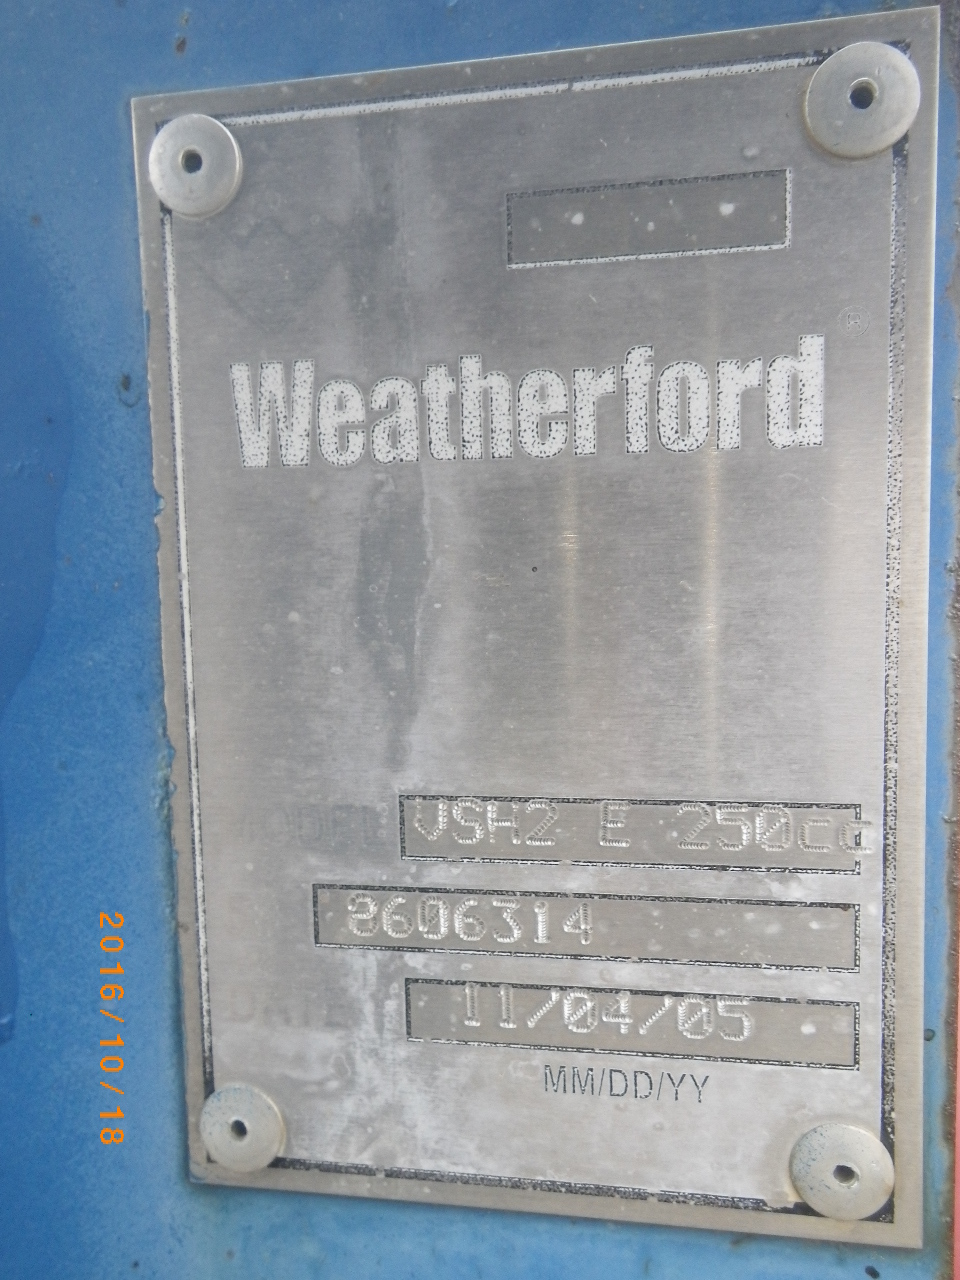 Weatherford ®
VSH2 E 250cc
8606314
11/04/05
MM/DD/YY
2016/10/18